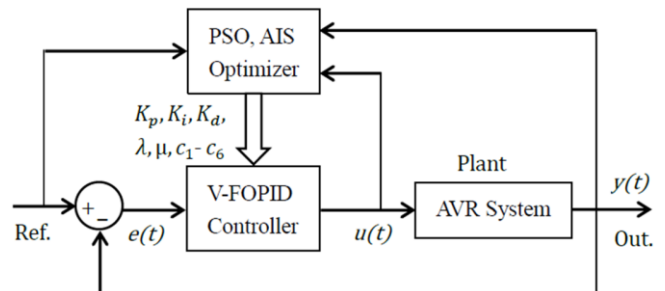 PSO, AIS
Optimizer
K_p, K_i, K_d,
λ, μ, c_1- c_6
Plant
V-FOPID
Controller
AVR System
y(t)
+
−
Ref.
e(t)
u(t)
Out.